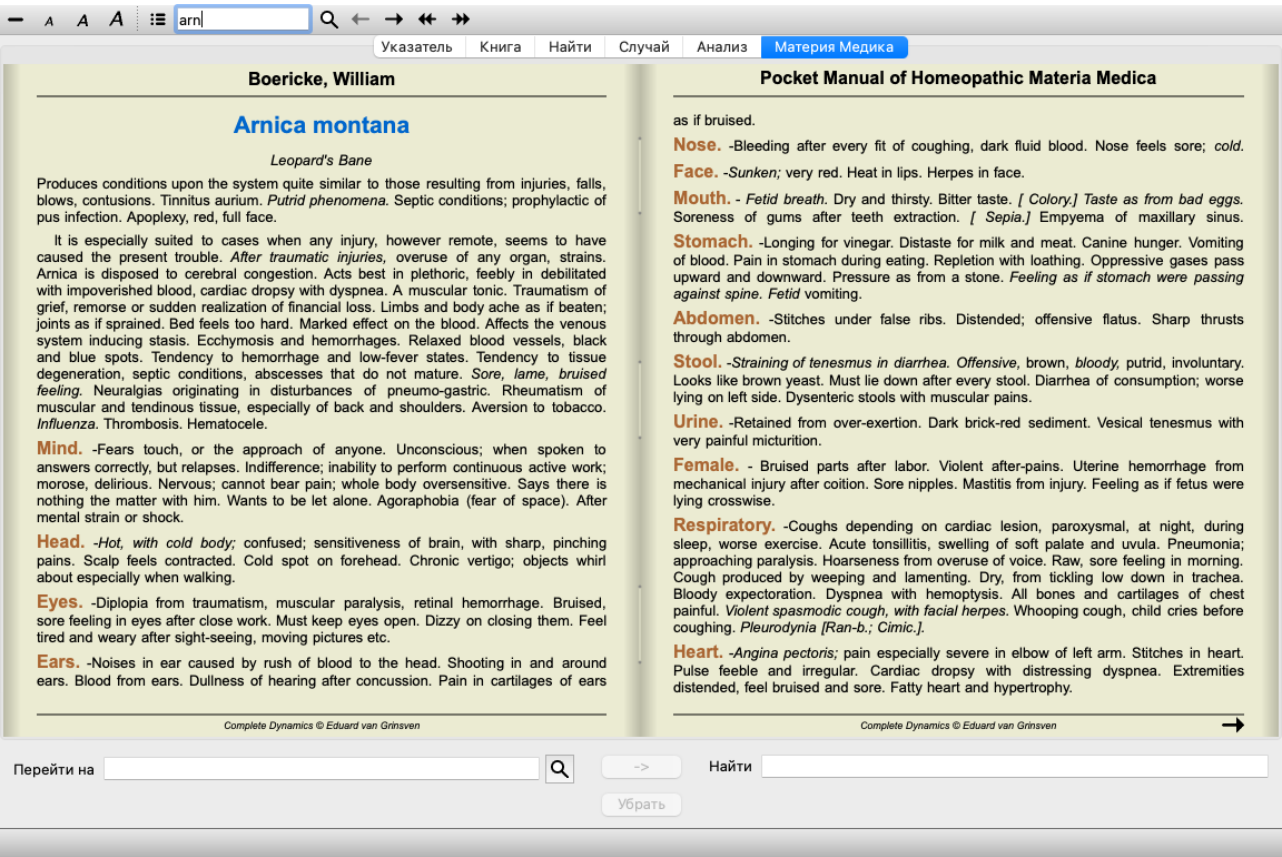 A A A arn
Указатель Книга Найти Случай Анализ Материя Медика
Boericke, William
Arnica montana
Leopard's Bane
Produces conditions upon the system quite similar to those resulting from injuries, falls,
blows, contusions. Tinnitus aurium. Putrid phenomena. Septic conditions; prophylactic of
pus infection. Apoplexy, red, full face.
It is especially suited to cases when any injury, however remote, seems to have
caused the present trouble. After traumatic injuries, overuse of any organ, strains.
Arnica is disposed to cerebral congestion. Acts best in plethoric, feebly in debilitated
with impoverished blood, cardiac dropsy with dyspnea. A muscular tonic. Traumatism of
grief, remorse or sudden realization of financial loss. Limbs and body ache as if beaten;
joints as if sprained. Bed feels too hard. Marked effect on the blood. Affects the venous
system inducing stasis. Ecchymosis and hemorrhages. Relaxed blood vessels, black
and blue spots. Tendency to hemorrhage and low-fever states. Tendency to tissue
degeneration, septic conditions, abscesses that do not mature. Sore, lame, bruised
feeling. Neuralgias originating in disturbances of pneumo-gastric. Rheumatism of
muscular and tendinous tissue, especially of back and shoulders. Aversion to tobacco.
Influenza. Thrombosis. Hematocele.
Mind. -Fears touch, or the approach of anyone. Unconscious; when spoken to
answers correctly, but relapses. Indifference; inability to perform continuous active work;
morose, delirious. Nervous; cannot bear pain; whole body oversensitive. Says there is
nothing the matter with him. Wants to be let alone. Agoraphobia (fear of space). After
mental strain or shock.
Head. -Hot, with cold body; confused; sensitiveness of brain, with sharp, pinching
pains. Scalp feels contracted. Cold spot on forehead. Chronic vertigo; objects whirl
about especially when walking.
Eyes. -Diplopia from traumatism, muscular paralysis, retinal hemorrhage. Bruised,
sore feeling in eyes after close work. Must keep eyes open. Dizzy on closing them. Feel
tired and weary after sight-seeing, moving pictures etc.
Ears. -Noises in ear caused by rush of blood to the head. Shooting in and around
ears. Blood from ears. Dullness of hearing after concussion. Pain in cartilages of ears
Complete Dynamics © Eduard van Grinsven
Pocket Manual of Homeopathic Materia Medica
as if bruised.
Nose. -Bleeding after every fit of coughing, dark fluid blood. Nose feels sore; cold.
Face. -Sunken; very red. Heat in lips. Herpes in face.
Mouth. - Fetid breath. Dry and thirsty. Bitter taste. [ Colory.] Taste as from bad eggs.
Soreness of gums after teeth extraction. [ Sepia.] Empyema of maxillary sinus.
Stomach. -Longing for vinegar. Distaste for milk and meat. Canine hunger. Vomiting
of blood. Pain in stomach during eating. Repletion with loathing. Oppressive gases pass
upward and downward. Pressure as from a stone. Feeling as if stomach were passing
against spine. Fetid vomiting.
Abdomen. -Stitches under false ribs. Distended; offensive flatus. Sharp thrusts
through abdomen.
Stool. -Straining of tenesmus in diarrhea. Offensive, brown, bloody, putrid, involuntary.
Looks like brown yeast. Must lie down after every stool. Diarrhea of consumption; worse
lying on left side. Dysenteric stools with muscular pains.
Urine. -Retained from over-exertion. Dark brick-red sediment. Vesical tenesmus with
very painful micturition.
Female. - Bruised parts after labor. Violent after-pains. Uterine hemorrhage from
mechanical injury after coition. Sore nipples. Mastitis from injury. Feeling as if fetus were
lying crosswise.
Respiratory. -Coughs depending on cardiac lesion, paroxysmal, at night, during
sleep, worse exercise. Acute tonsillitis, swelling of soft palate and uvula. Pneumonia;
approaching paralysis. Hoarseness from overuse of voice. Raw, sore feeling in morning.
Cough produced by weeping and lamenting. Dry, from tickling low down in trachea.
Bloody expectoration. Dyspnea with hemoptysis. All bones and cartilages of chest
painful. Violent spasmodic cough, with facial herpes. Whooping cough, child cries before
coughing. Pleurodynia [Ran-b.; Cimic.].
Heart. -Angina pectoris; pain especially severe in elbow of left arm. Stitches in heart.
Pulse feeble and irregular. Cardiac dropsy with distressing dyspnea. Extremities
distended, feel bruised and sore. Fatty heart and hypertrophy.
Complete Dynamics © Eduard van Grinsven
Перейти на -> Найти
Убрать